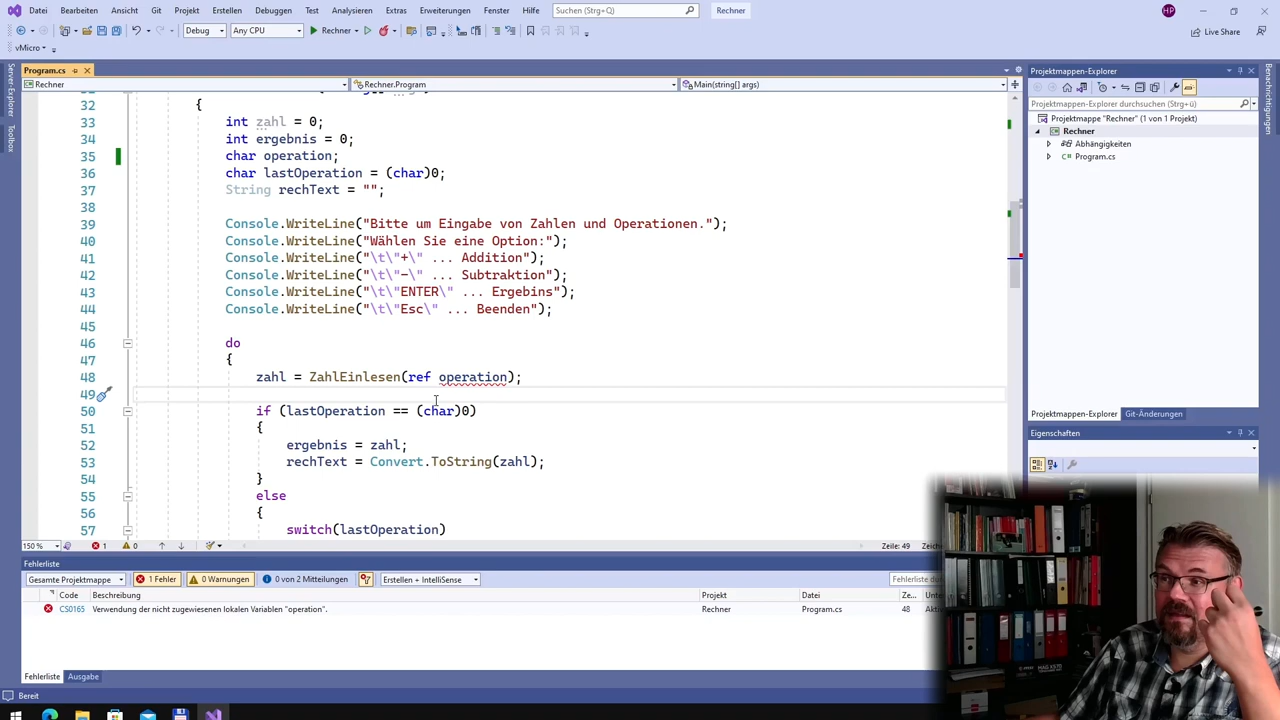 Datei Bearbeiten Ansicht Git Projekt Erstellen Debuggen Test Analysieren Extras Erweiterungen Fenster Hilfe Suchen (Strg+Q) Rechner HP
Debug Any CPU Rechner Live Share
vMicro
Program.cs
Rechner Rechner.Program Main(string[] args)
Server-Explorer
Toolbox
32 {
33 int zahl = 0;
34 int ergebnis = 0;
35 char operation;
36 char lastOperation = (char)0;
37 String rechText = "";
38
39 Console.WriteLine("Bitte um Eingabe von Zahlen und Operationen.");
40 Console.WriteLine("Wählen Sie eine Option:");
41 Console.WriteLine("\t\"+\" ... Addition");
42 Console.WriteLine("\t\"-\" ... Subtraktion");
43 Console.WriteLine("\t\"ENTER\" ... Ergebins");
44 Console.WriteLine("\t\"Esc\" ... Beenden");
45
46 do
47 {
48 zahl = ZahlEinlesen(ref operation);
49
50 if (lastOperation == (char)0)
51 {
52 ergebnis = zahl;
53 rechText = Convert.ToString(zahl);
54 }
55 else
56 {
57 switch(lastOperation)
150 % 1 0 Zeile: 49
Projektmappen-Explorer
Projektmappen-Explorer durchsuchen (Strg+ü)
Projektmappe "Rechner" (1 von 1 Projekt)
Rechner
Abhängigkeiten
Program.cs
Projektmappen-Explorer Git-Änderungen
Eigenschaften
Benachrichtigungen
Fehlerliste
Gesamte Projektmappe 1 Fehler 0 Warnungen 0 von 2 Mitteilungen Erstellen + IntelliSense
Code Beschreibung Projekt Datei
CS0165 Verwendung der nicht zugewiesenen lokalen Variablen "operation". Rechner Program.cs 48
Fehlerliste Ausgabe
Bereit